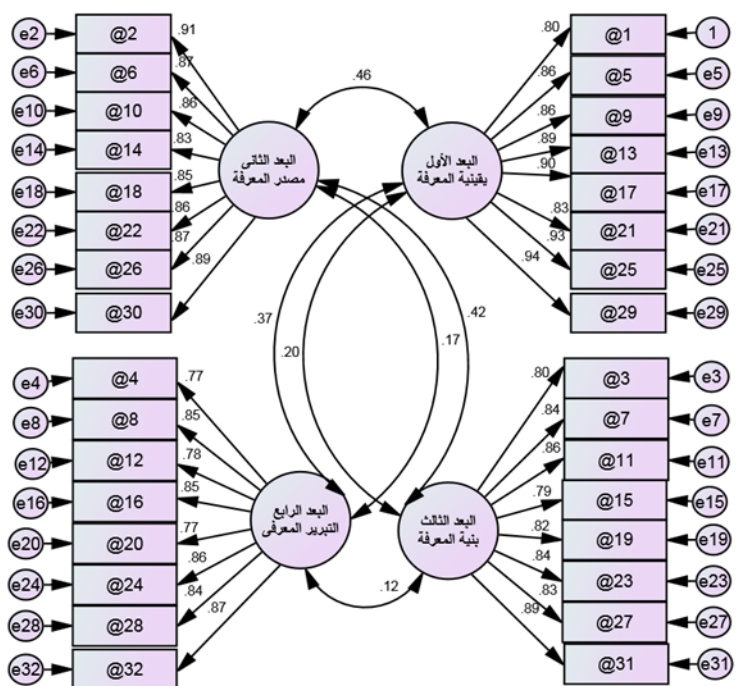 e2 @2 .91 .80 @1 1
e6 @6 .87 .86 @5 e5
e10 @10 .86 .46 .86 @9 e9
e14 @14 .83 .89 @13 e13
البعد الثانى
مصدر المعرفة
البعد الأول
يقينية المعرفة
e18 @18 .85 .90 @17 e17
e22 @22 .86 .83 @21 e21
e26 @26 .87 .93 @25 e25
e30 @30 .89 .94 @29 e29
.37 .20 .17 .42
e4 @4 .77 .80 @3 e3
e8 @8 .85 .84 @7 e7
e12 @12 .78 .86 @11 e11
e16 @16 .85 .79 @15 e15
البعد الرابع
التبرير المعرفى
البعد الثالث
بنية المعرفة
e20 @20 .77 .82 @19 e19
e24 @24 .86 .84 @23 e23
e28 @28 .84 .83 @27 e27
e32 @32 .87 .12 .89 @31 e31